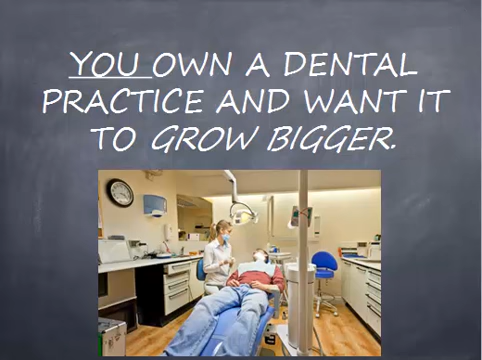 YOU OWN A DENTAL
PRACTICE AND WANT IT
TO GROW BIGGER.